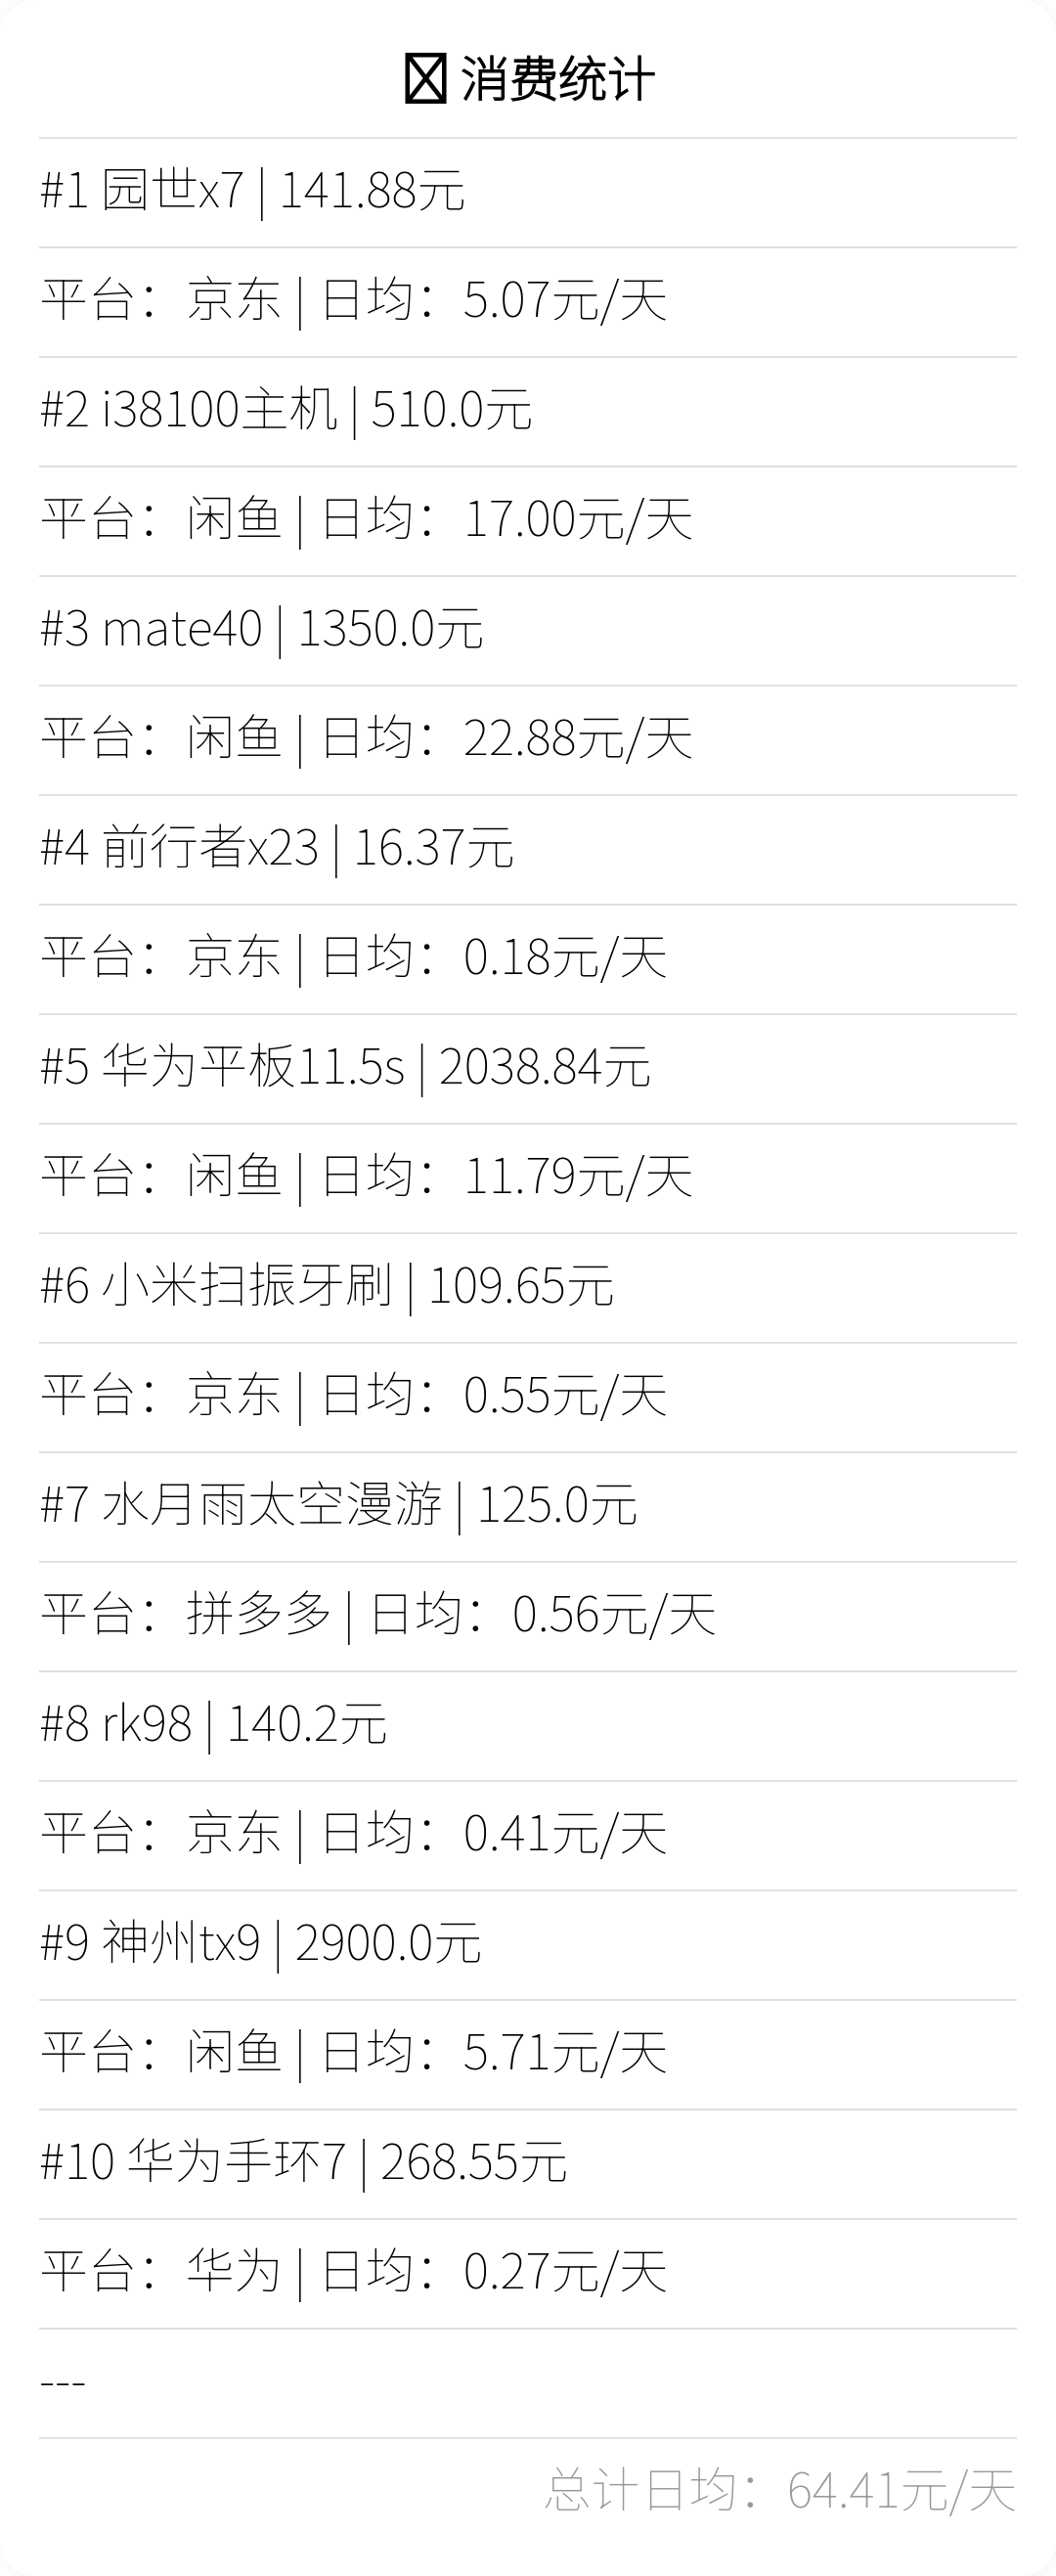 消费统计
#1 园世x7 | 141.88元
平台：京东 | 日均：5.07元/天
#2 i38100主机 | 510.0元
平台：闲鱼 | 日均：17.00元/天
#3 mate40 | 1350.0元
平台：闲鱼 | 日均：22.88元/天
#4 前行者x23 | 16.37元
平台：京东 | 日均：0.18元/天
#5 华为平板11.5s | 2038.84元
平台：闲鱼 | 日均：11.79元/天
#6 小米扫振牙刷 | 109.65元
平台：京东 | 日均：0.55元/天
#7 水月雨太空漫游 | 125.0元
平台：拼多多 | 日均：0.56元/天
#8 rk98 | 140.2元
平台：京东 | 日均：0.41元/天
#9 神州tx9 | 2900.0元
平台：闲鱼 | 日均：5.71元/天
#10 华为手环7 | 268.55元
平台：华为 | 日均：0.27元/天
---
总计日均：64.41元/天